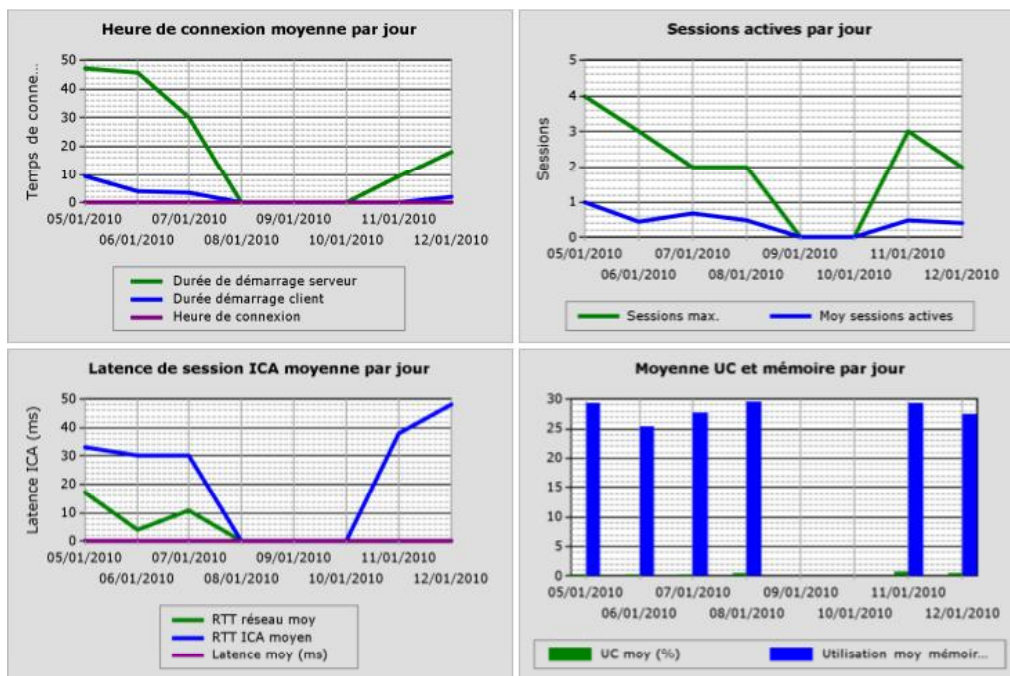 Heure de connexion moyenne par jour
50
40
30
20
10
0
Temps de conne...
05/01/2010 07/01/2010 09/01/2010 11/01/2010
06/01/2010 08/01/2010 10/01/2010 12/01/2010
Durée de démarrage serveur
Durée démarrage client
Heure de connexion
Sessions actives par jour
5
4
3
2
1
0
Sessions
05/01/2010 07/01/2010 09/01/2010 11/01/2010
06/01/2010 08/01/2010 10/01/2010 12/01/2010
Sessions max. Moy sessions actives
Latence de session ICA moyenne par jour
50
40
30
20
10
0
Latence ICA (ms)
05/01/2010 07/01/2010 09/01/2010 11/01/2010
06/01/2010 08/01/2010 10/01/2010 12/01/2010
RTT réseau moy
RTT ICA moyen
Latence moy (ms)
Moyenne UC et mémoire par jour
30
25
20
15
10
5
0
05/01/2010 07/01/2010 09/01/2010 11/01/2010
06/01/2010 08/01/2010 10/01/2010 12/01/2010
UC moy (%) Utilisation moy mémoir...